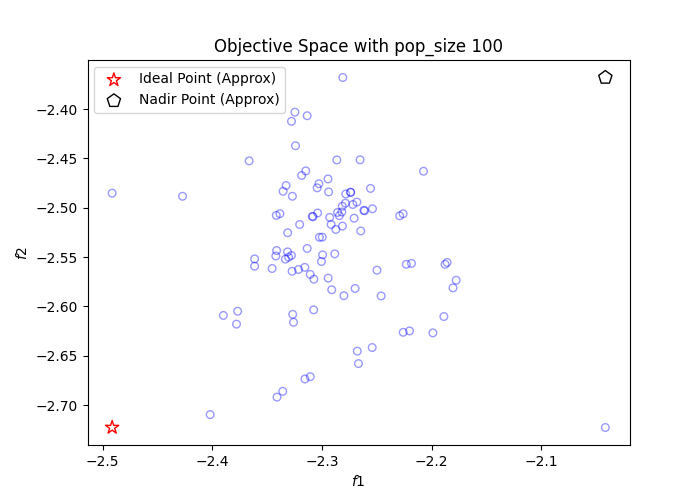 Objective Space with pop_size 100
Ideal Point (Approx)
Nadir Point (Approx)
f2
−2.40
−2.45
−2.50
−2.55
−2.60
−2.65
−2.70
−2.5
−2.4
−2.3
−2.2
−2.1
f1